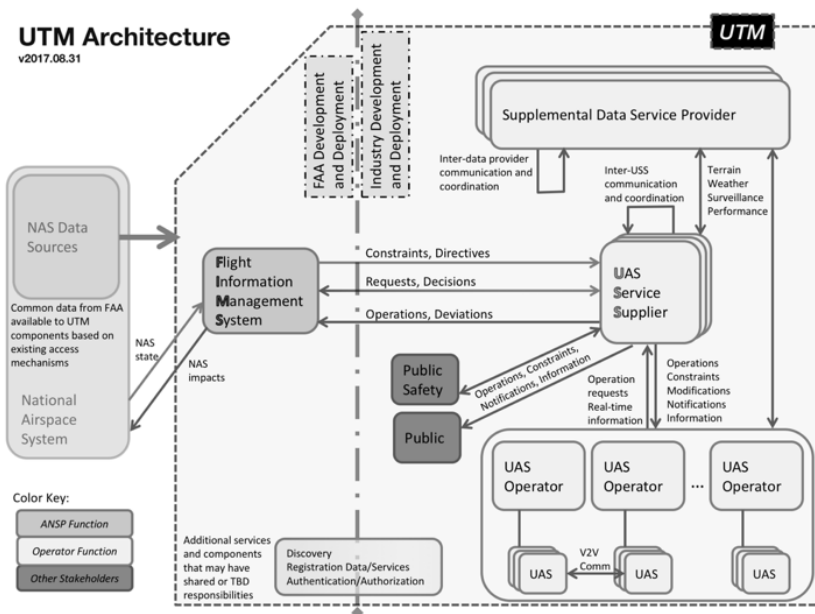 UTM Architecture
v2017.08.31
UTM
FAA Development
and Deployment
Industry Development
and Deployment
Supplemental Data Service Provider
Inter-data provider
communication and
coordination
Inter-USS
communication
and coordination
Terrain
Weather
Surveillance
Performance
NAS Data
Sources
Common data from FAA
available to UTM
components based on
existing access
mechanisms
National
Airspace
System
NAS
state
NAS
impacts
Flight
Information
Management
System
Constraints, Directives
Requests, Decisions
Operations, Deviations
UAS
Service
Supplier
Public
Safety
Public
Operations, Constraints,
Notifications, Information
Operation
requests
Real-time
information
Operations
Constraints
Modifications
Notifications
Information
UAS
Operator
UAS
Operator
...
UAS
Operator
UAS
V2V
Comm
UAS
UAS
Color Key:
ANSP Function
Operator Function
Other Stakeholders
Additional services
and components
that may have
shared or TBD
responsibilities
Discovery
Registration Data/Services
Authentication/Authorization